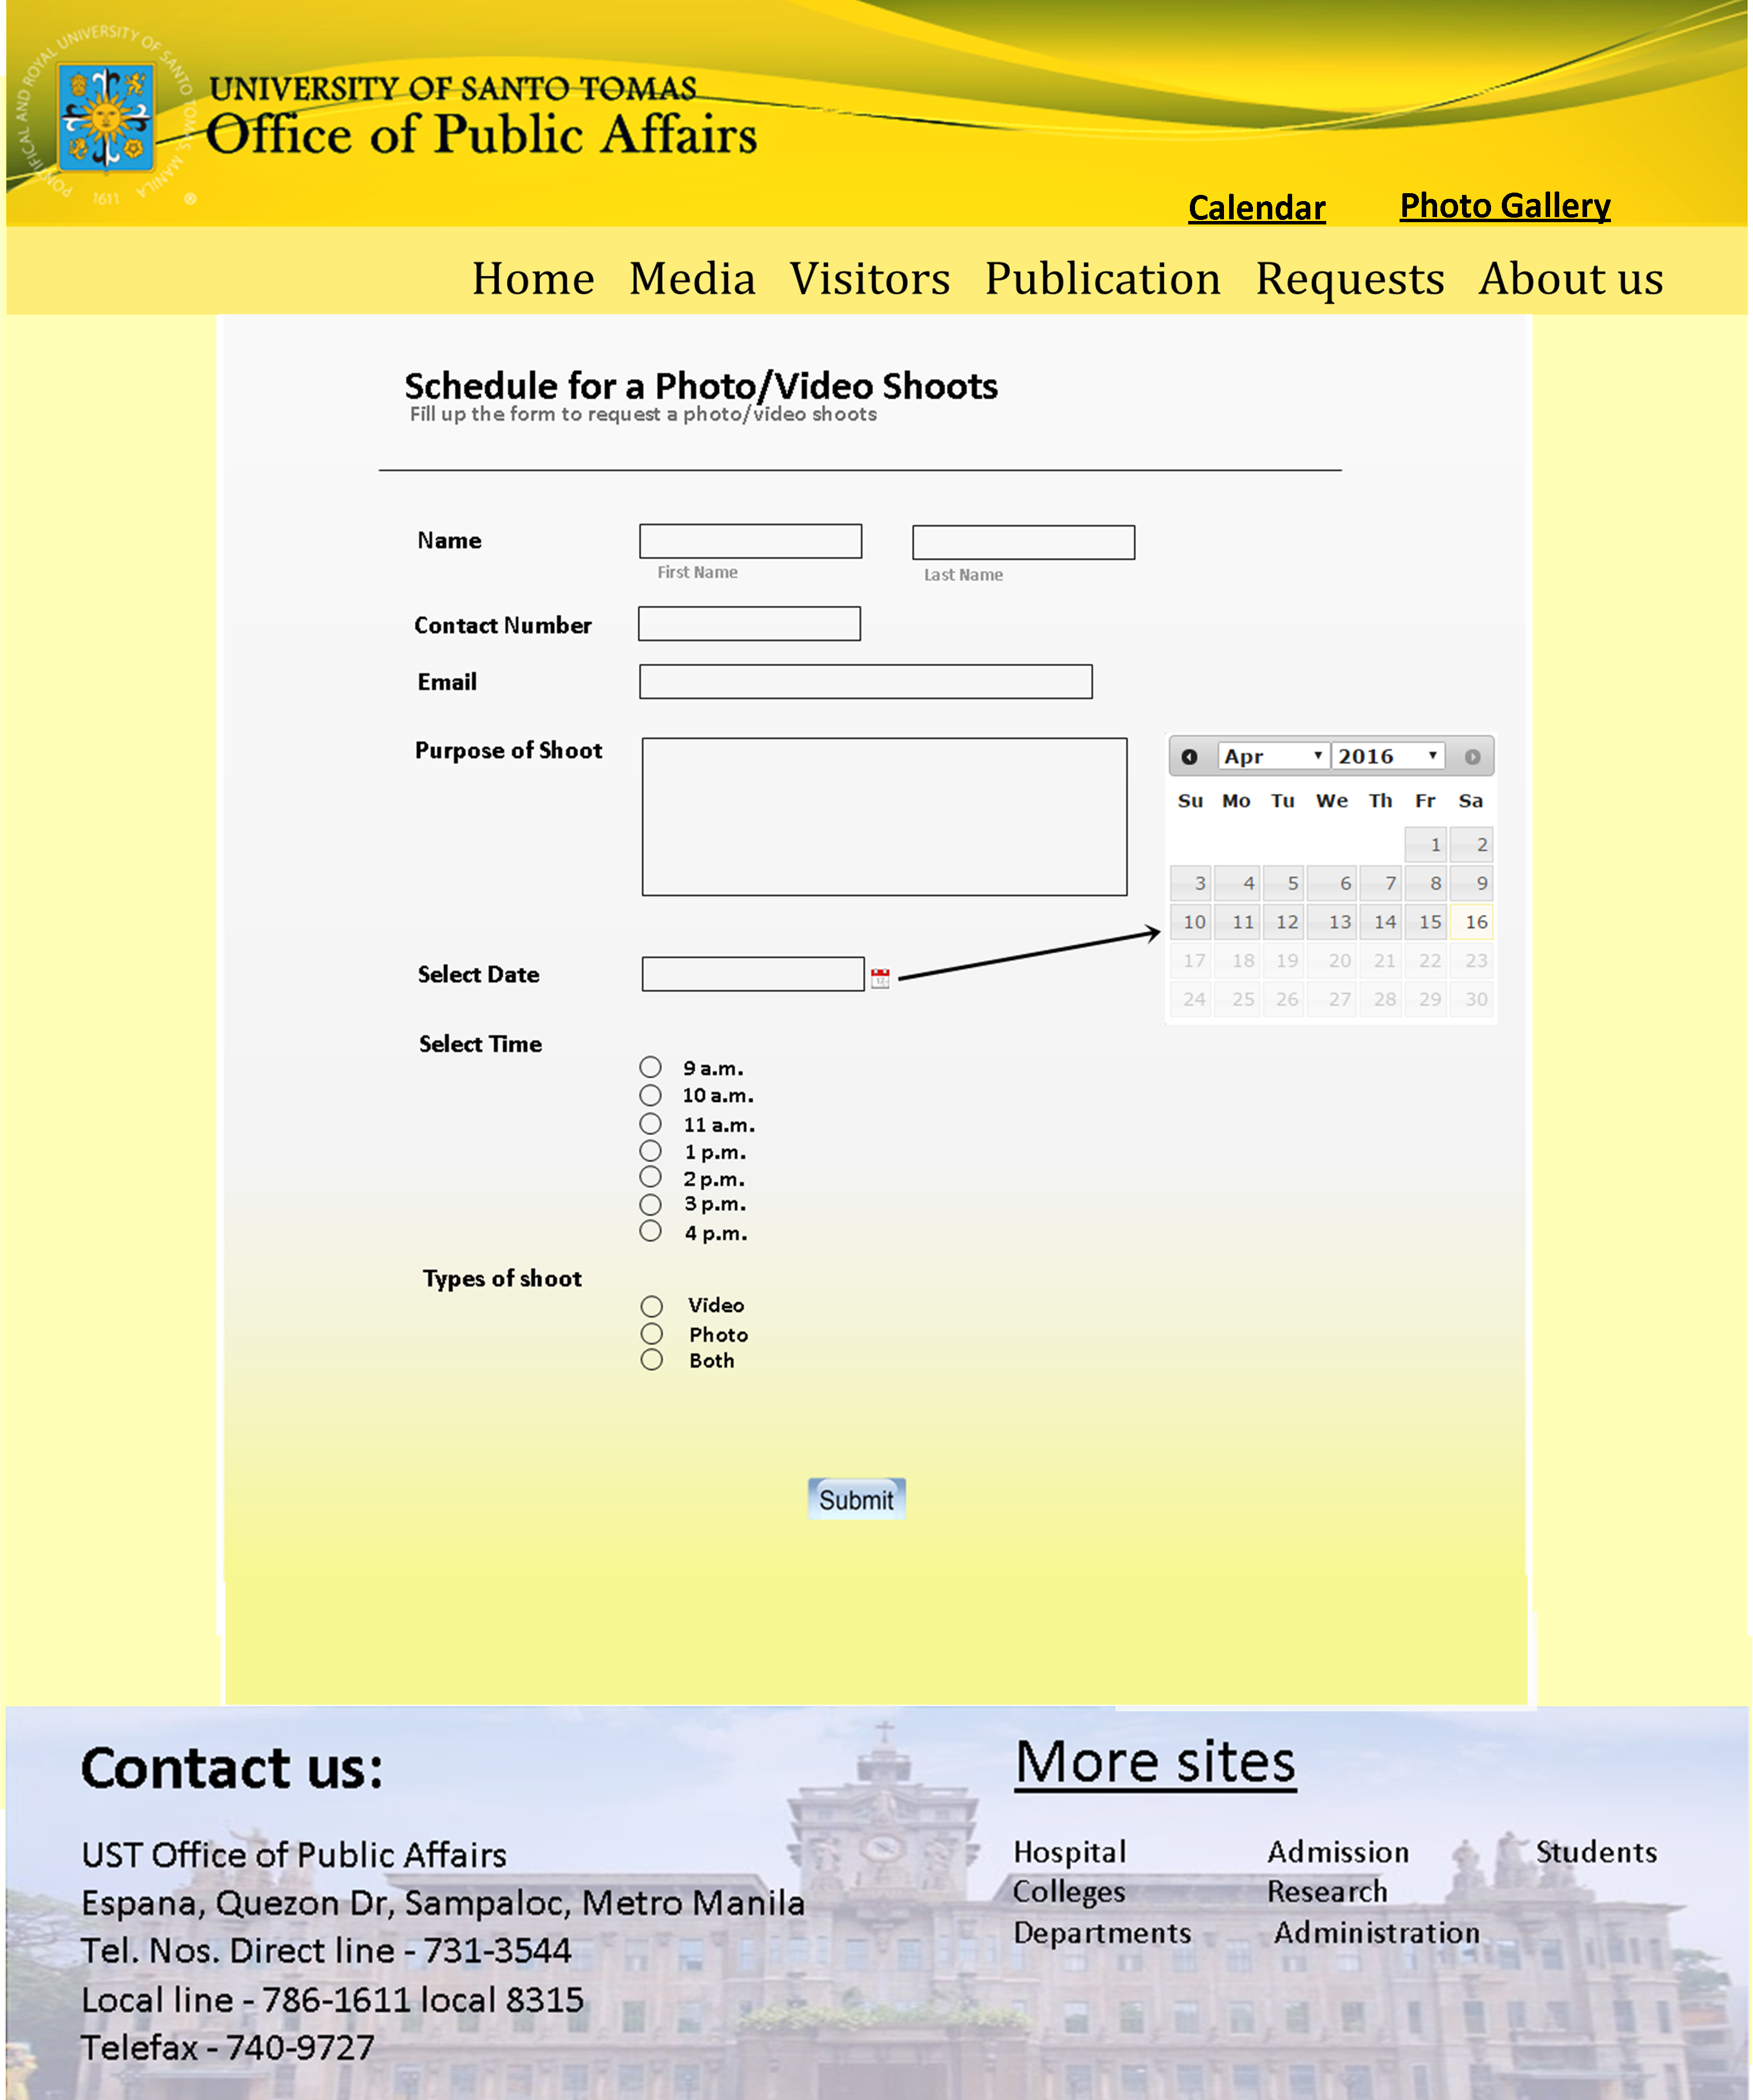 PONTIFICAL AND ROYAL UNIVERSITY OF SANTO TOMAS, MANILA
1611 ®
UNIVERSITY OF SANTO TOMAS
Office of Public Affairs
Calendar Photo Gallery
Home Media Visitors Publication Requests About us
Schedule for a Photo/Video Shoots
Fill up the form to request a photo/video shoots
Name
First Name Last Name
Contact Number
Email
Purpose of Shoot
Apr 2016
Su Mo Tu We Th Fr Sa
1 2
3 4 5 6 7 8 9
10 11 12 13 14 15 16
17 18 19 20 21 22 23
24 25 26 27 28 29 30
Select Date
Select Time
9 a.m.
10 a.m.
11 a.m.
1 p.m.
2 p.m.
3 p.m.
4 p.m.
Types of shoot
Video
Photo
Both
Submit
Contact us:
UST Office of Public Affairs
Espana, Quezon Dr, Sampaloc, Metro Manila
Tel. Nos. Direct line - 731-3544
Local line - 786-1611 local 8315
Telefax - 740-9727
More sites
Hospital Admission Students
Colleges Research
Departments Administration